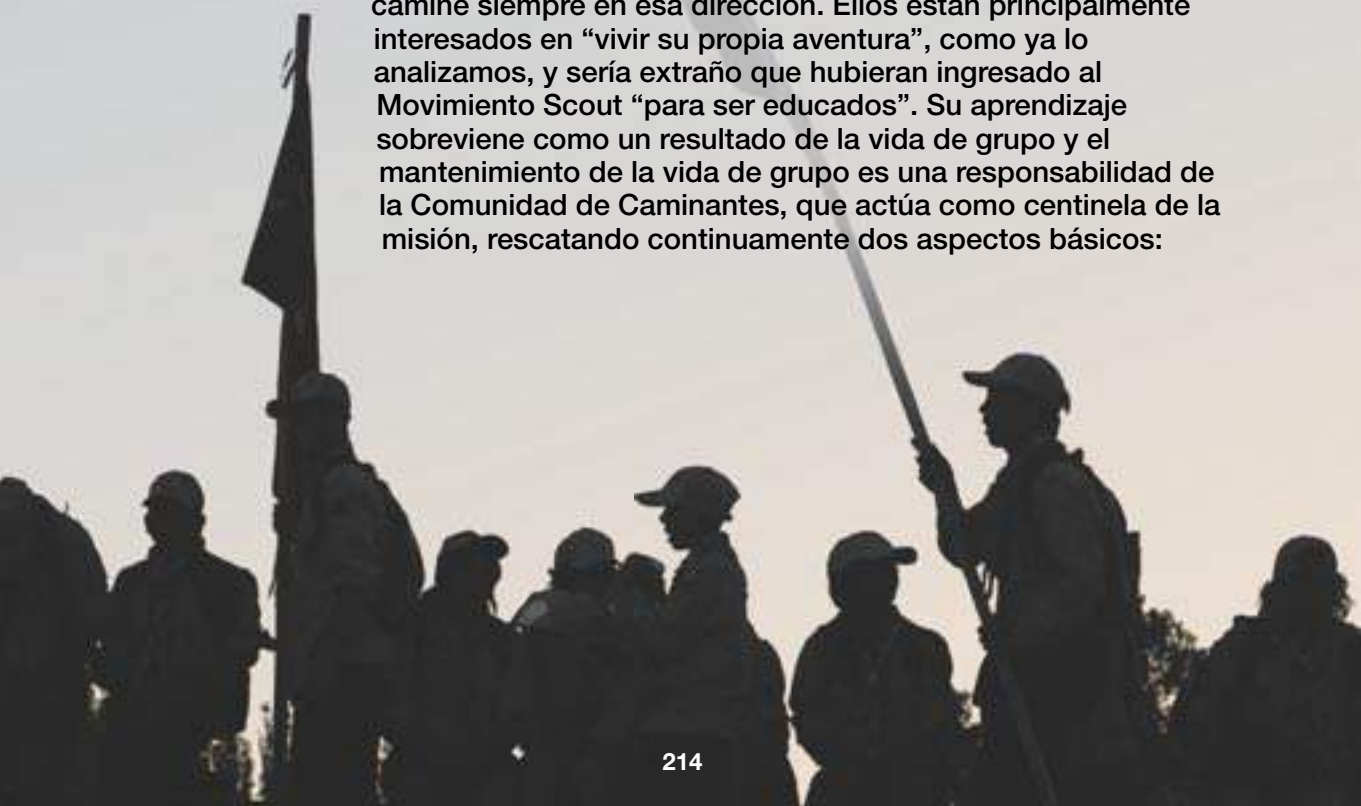 camine siempre en esa dirección. Ellos están principalmente
interesados en “vivir su propia aventura”, como ya lo
analizamos, y sería extraño que hubieran ingresado al
Movimiento Scout “para ser educados”. Su aprendizaje
sobreviene como un resultado de la vida de grupo y el
mantenimiento de la vida de grupo es una responsabilidad de
la Comunidad de Caminantes, que actúa como centinela de la
misión, rescatando continuamente dos aspectos básicos:
214